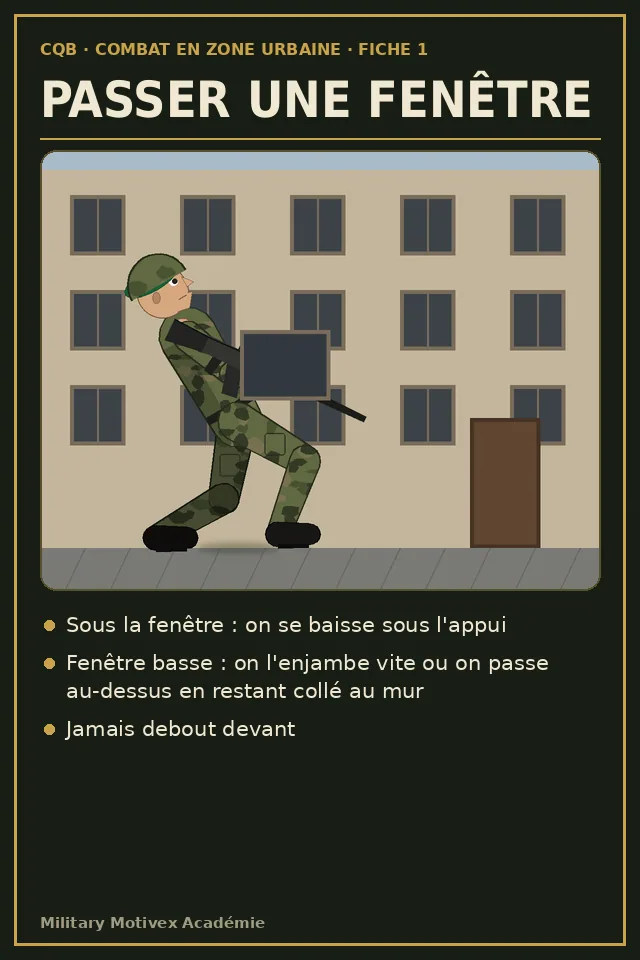 CQB · COMBAT EN ZONE URBAINE · FICHE 1
PASSER UNE FENÊTRE
Sous la fenêtre : on se baisse sous l'appui
Fenêtre basse : on l'enjambe vite ou on passe
au-dessus en restant collé au mur
Jamais debout devant
Military Motivex Académie